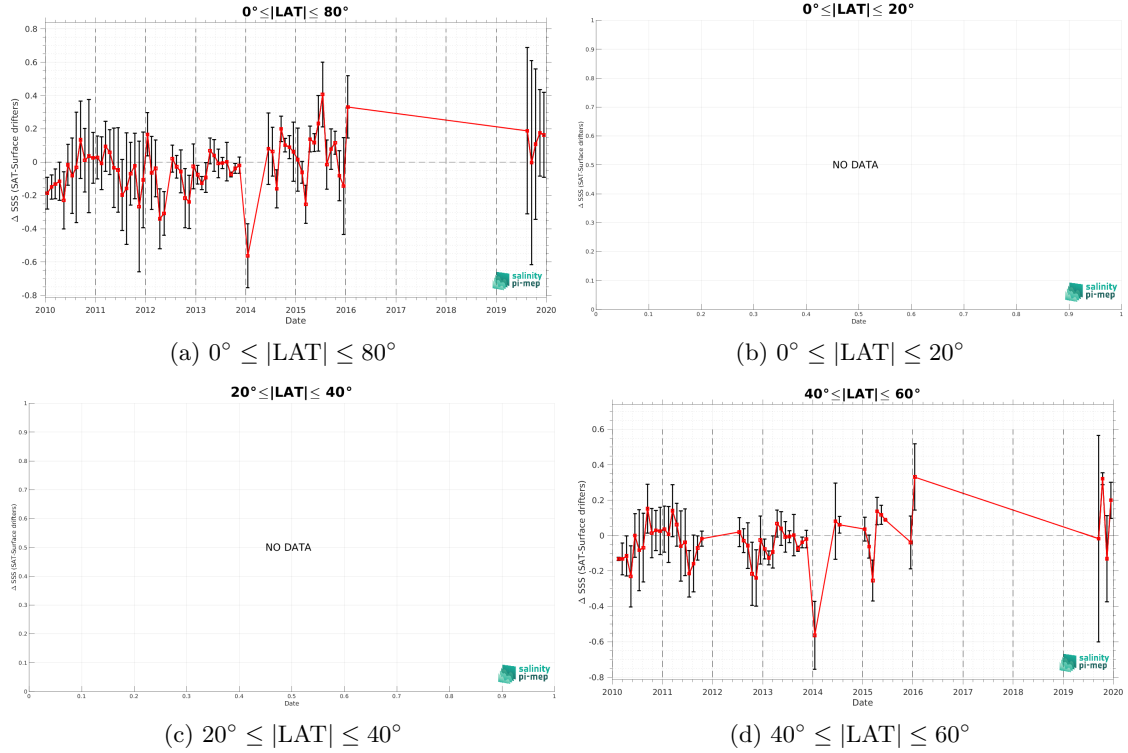 0°≤|LAT|≤ 80°
0.8
0.6
0.4
0.2
0
-0.2
-0.4
-0.6
-0.8
Δ SSS (SAT-Surface drifters)
2010 2011 2012 2013 2014 2015 2016 2017 2018 2019 2020
Date
salinity
pi-mep
(a) 0° ≤ |LAT| ≤ 80°
0°≤|LAT|≤ 20°
1
0.9
0.8
0.7
0.6
0.5
0.4
0.3
0.2
0.1
0
Δ SSS (SAT-Surface drifters)
NO DATA
0 0.1 0.2 0.3 0.4 0.5 0.6 0.7 0.8 0.9 1
Date
salinity
pi-mep
(b) 0° ≤ |LAT| ≤ 20°
20°≤|LAT|≤ 40°
1
0.9
0.8
0.7
0.6
0.5
0.4
0.3
0.2
0.1
0
Δ SSS (SAT-Surface drifters)
NO DATA
0 0.1 0.2 0.3 0.4 0.5 0.6 0.7 0.8 0.9 1
Date
salinity
pi-mep
(c) 20° ≤ |LAT| ≤ 40°
40°≤|LAT|≤ 60°
0.6
0.4
0.2
0
-0.2
-0.4
-0.6
-0.8
Δ SSS (SAT-Surface drifters)
2010 2011 2012 2013 2014 2015 2016 2017 2018 2019 2020
Date
salinity
pi-mep
(d) 40° ≤ |LAT| ≤ 60°